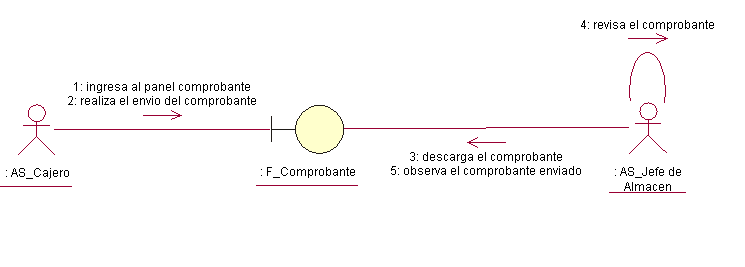 4: revisa el comprobante
1: ingresa al panel comprobante
2: realiza el envio del comprobante
3: descarga el comprobante
5: observa el comprobante enviado
: AS_Cajero
: F_Comprobante
: AS_Jefe de
Almacen